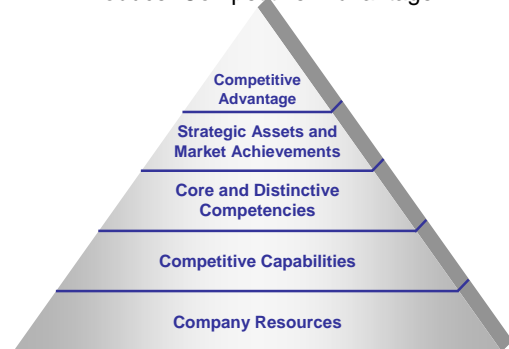 Competitive
Advantage
Strategic Assets and
Market Achievements
Core and Distinctive
Competencies
Competitive Capabilities
Company Resources